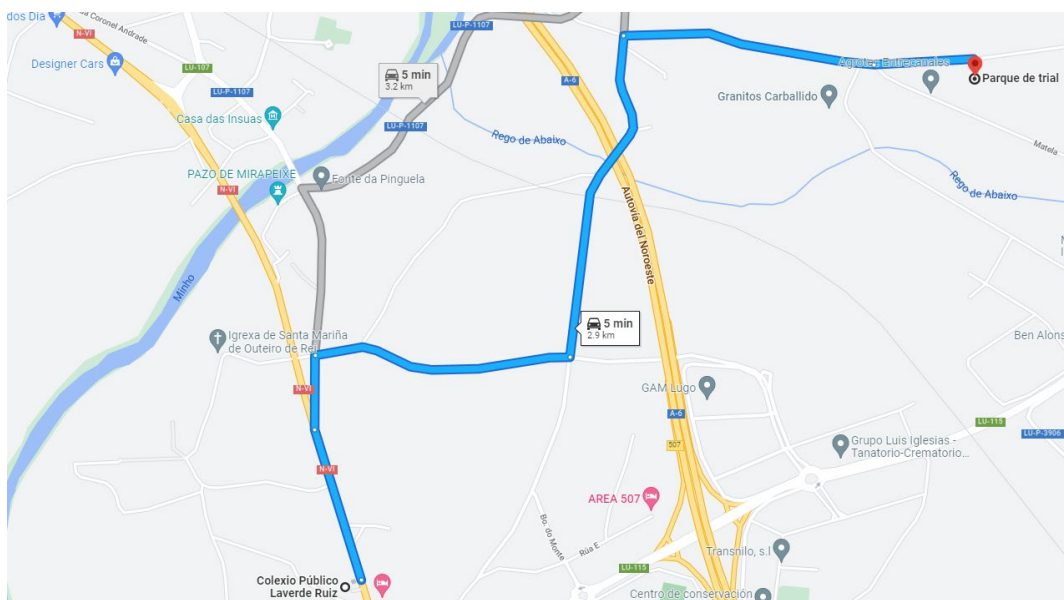 dos Dia
N-VI
a Coronel Andrade
LU-P-1107
A-6
Designer Cars
LU-107
LU-P-1107
5 min
3.2 km
Agrotes Entrecanales
Parque de trial
Granitos Carballido
Casa das Insuas
LU-P-1107
Rego de Abaixo
Matela
PAZO DE MIRAPEIXE
Fonte da Pinguela
N-VI
Rego de Abaixo
Autovía del Noroeste
Minho
5 min
2.9 km
Igrexa de Santa Mariña
de Outeiro de Rei
Ben Alons
N-VI
GAM Lugo
A-6
LU-115
LU-P-3906
507
Grupo Luis Iglesias -
Tanatorio-Crematorio...
N-VI
AREA 507
Bo. do Monte
Rúa E
Transnilo, s.l
LU-115
Colexio Público
Laverde Ruiz
Centro de conservación